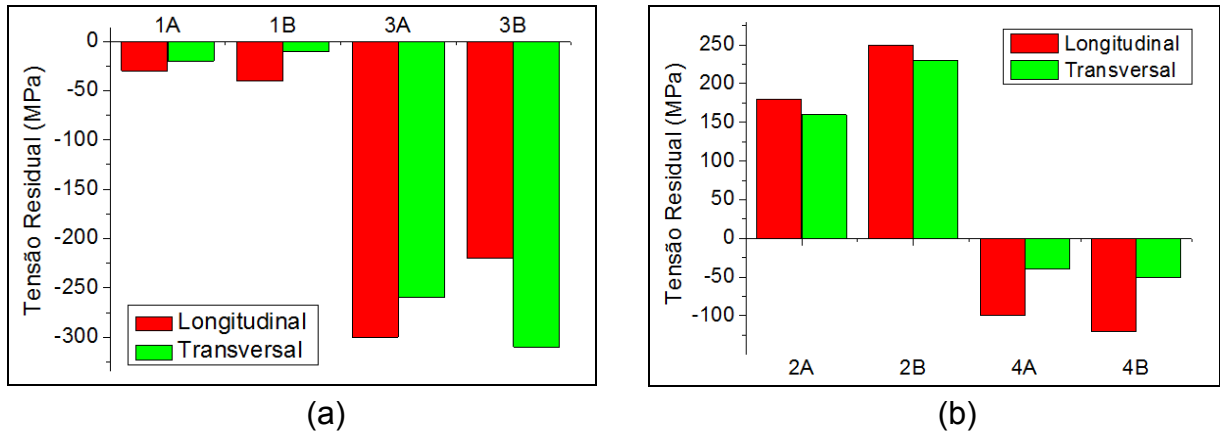 1A 1B 3A 3B
0
-50
-100
-150
-200
-250
-300
Tensão Residual (MPa)
Longitudinal
Transversal
(a)
250
200
150
100
50
0
-50
-100
Tensão Residual (MPa)
Longitudinal
Transversal
2A 2B 4A 4B
(b)